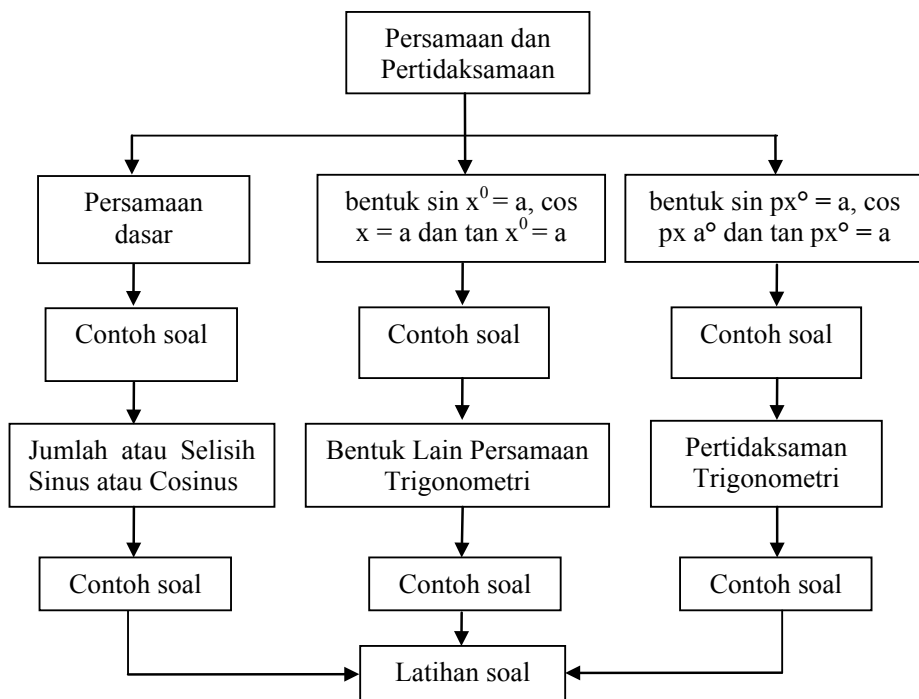 Persamaan dan
Pertidaksamaan
Persamaan
dasar
bentuk sin x⁰ = a, cos
x = a dan tan x⁰ = a
bentuk sin px° = a, cos
px a° dan tan px° = a
Contoh soal
Contoh soal
Contoh soal
Jumlah atau Selisih
Sinus atau Cosinus
Bentuk Lain Persamaan
Trigonometri
Pertidaksaman
Trigonometri
Contoh soal
Contoh soal
Contoh soal
Latihan soal